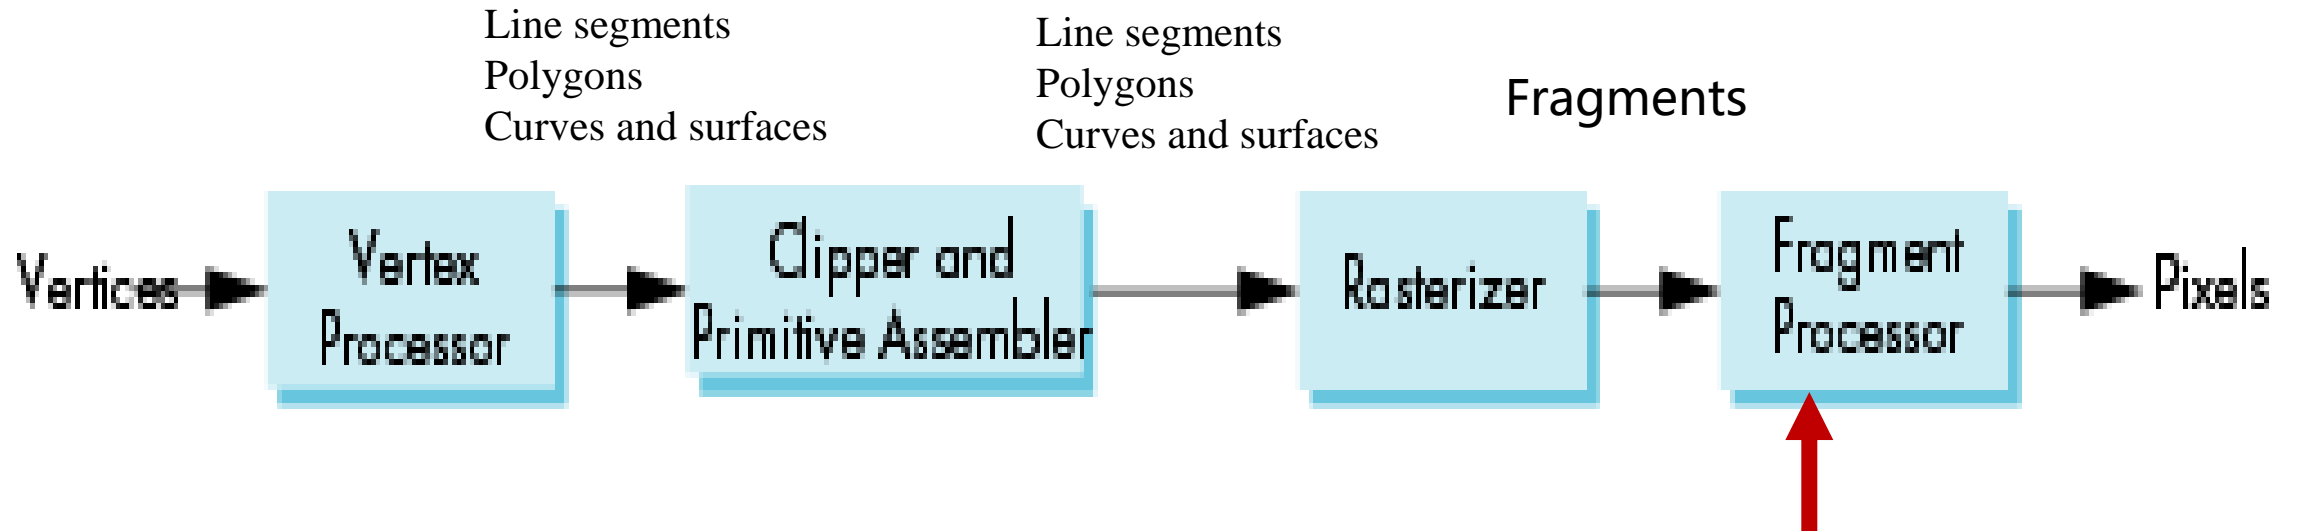 Line segments
Polygons
Curves and surfaces
Line segments
Polygons
Curves and surfaces
Fragments
Vertices
Vertex
Processor
Clipper and
Primitive Assembler
Rasterizer
Fragment
Processor
Pixels